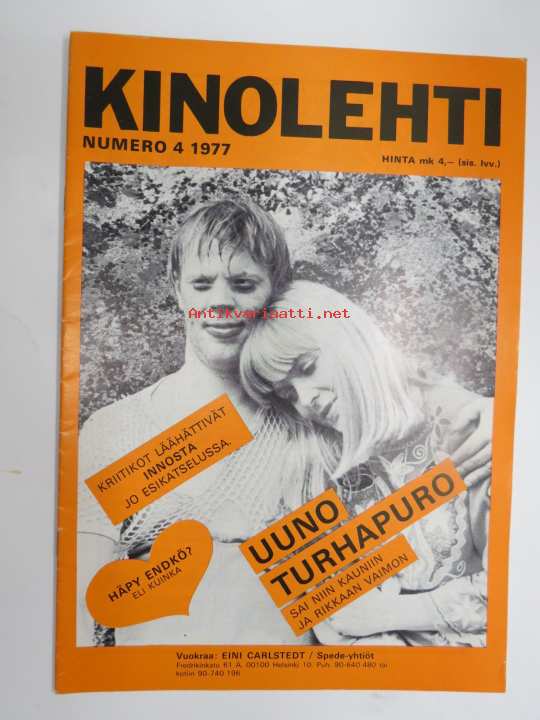 KINOLEHTI
NUMERO 4 1977
HINTA mk 4,– (sis. lvv.)
Antikvariaatti.net
KRIITIKOT LÄÄHÄTTIVÄT
INNOSTA
JO ESIKATSELUSSA.
UUNO
TURHAPURO
SAI NIIN KAUNIIN
JA RIKKAAN VAIMON
HÄPY ENDKÖ?
ELI KUINKA
Vuokraa: EINI CARLSTEDT / Spede-yhtiöt
Fredrikinkatu 61 A. 00100 Helsinki 10. Puh. 90-640 480 tai
kotiin 90-740 196